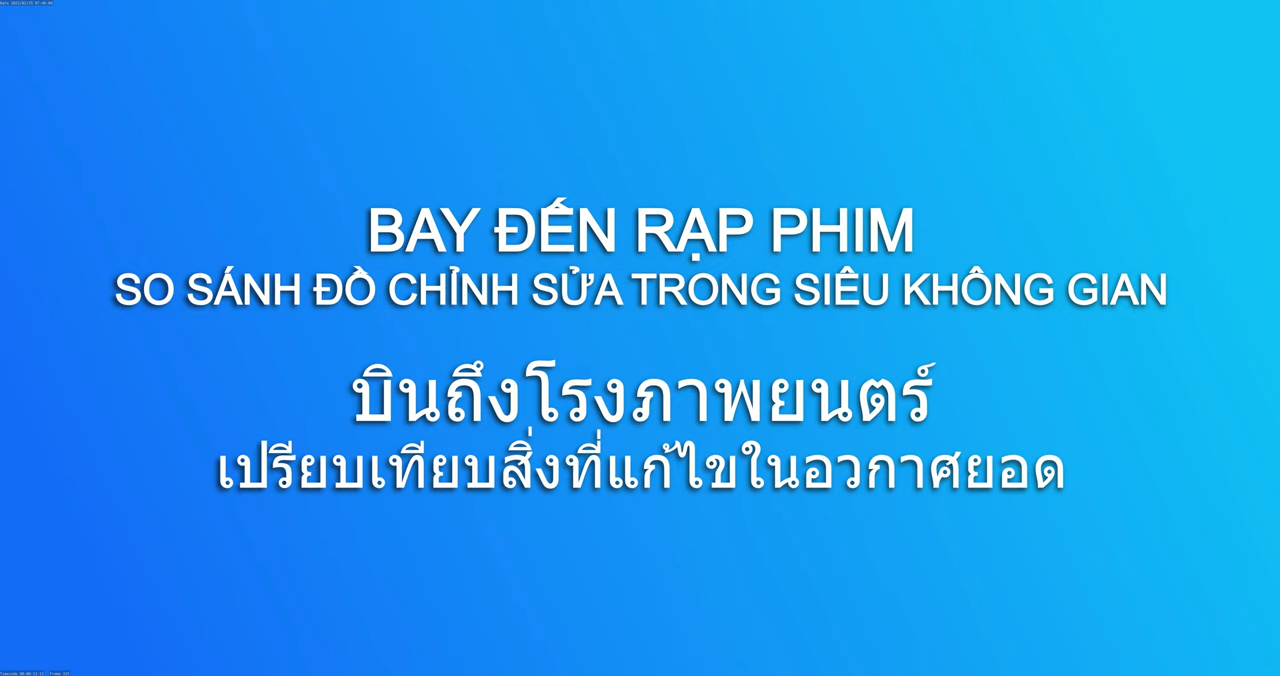 BAY ĐẾN RẠP PHIM
SO SÁNH ĐỒ CHỈNH SỬA TRONG SIÊU KHÔNG GIAN
บินถึงโรงภาพยนตร์
เปรียบเทียบสิ่งที่แก้ไขในอวกาศยอด